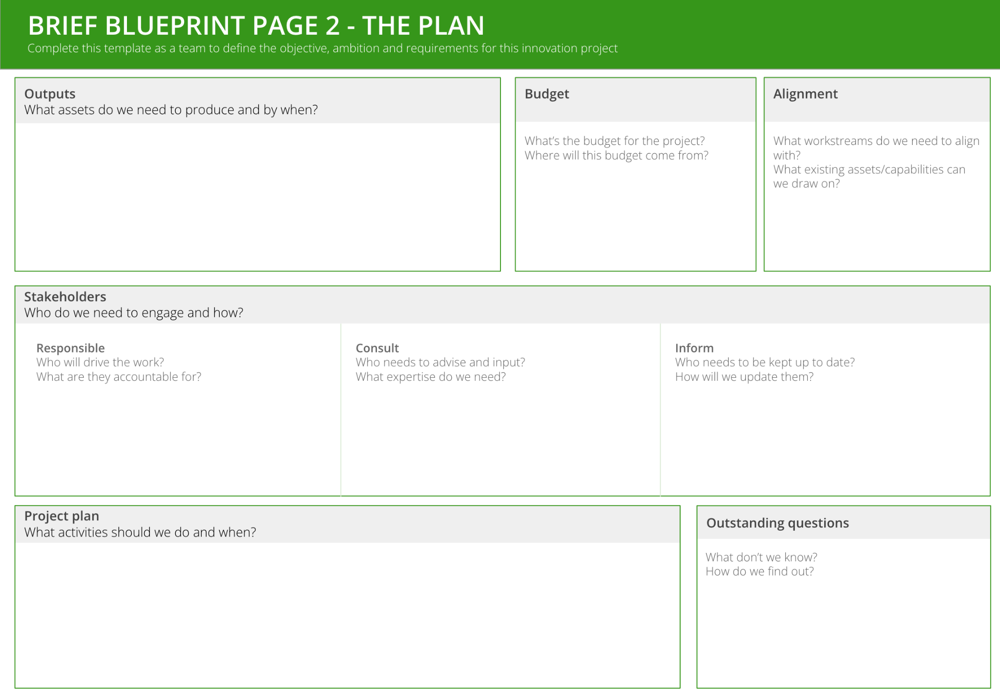 BRIEF BLUEPRINT PAGE 2 - THE PLAN
Complete this template as a team to define the objective, ambition and requirements for this innovation project
Outputs
What assets do we need to produce and by when?
Budget
What’s the budget for the project?
Where will this budget come from?
Alignment
What workstreams do we need to align
with?
What existing assets/capabilities can
we draw on?
Stakeholders
Who do we need to engage and how?
Responsible
Who will drive the work?
What are they accountable for?
Consult
Who needs to advise and input?
What expertise do we need?
Inform
Who needs to be kept up to date?
How will we update them?
Project plan
What activities should we do and when?
Outstanding questions
What don’t we know?
How do we find out?